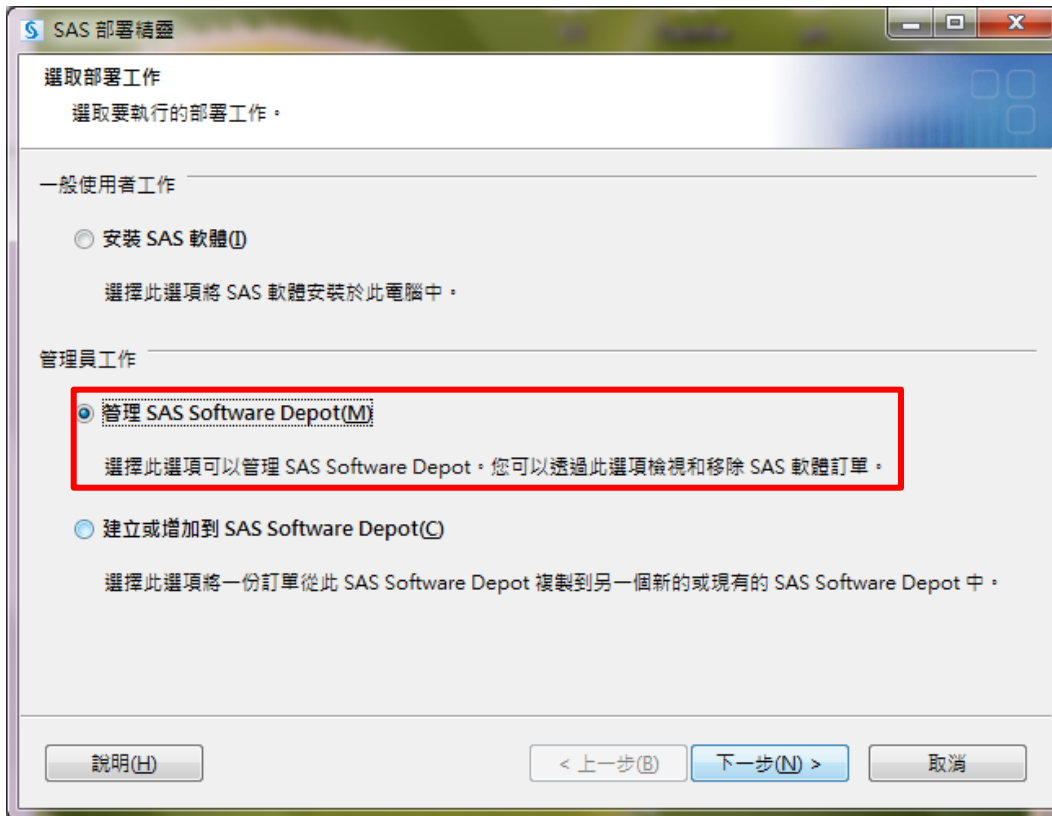 SAS 部署精靈
選取部署工作
選取要執行的部署工作。
一般使用者工作
安裝 SAS 軟體(I)
選擇此選項將 SAS 軟體安裝於此電腦中。
管理員工作
管理 SAS Software Depot(M)
選擇此選項可以管理 SAS Software Depot。您可以透過此選項檢視和移除 SAS 軟體訂單。
建立或增加到 SAS Software Depot(C)
選擇此選項將一份訂單從此 SAS Software Depot 複製到另一個新的或現有的 SAS Software Depot 中。
說明(H)
< 上一步(B)
下一步(N) >
取消